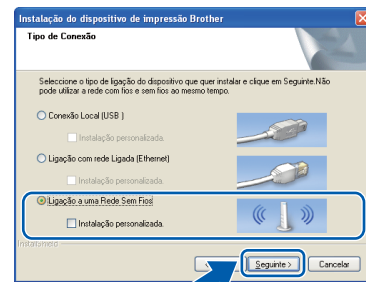 Instalação do dispositivo de impressão Brother
Tipo de Conexão
Seleccione o tipo de ligação do dispositivo que quer instalar e clique em Seguinte.Não
pode utilizar a rede com fios e sem fios ao mesmo tempo.
Conexão Local (USB )
Instalação personalizada.
Ligação com rede Ligada (Ethernet)
Instalação personalizada.
Ligação a uma Rede Sem Fios
Instalação personalizada.
InstallShield
<
Seguinte >
Cancelar